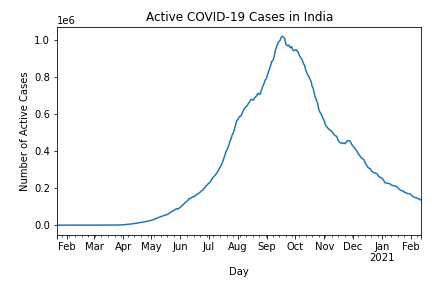 Active COVID-19 Cases in India
1e6
Number of Active Cases
1.0
0.8
0.6
0.4
0.2
0.0
Feb Mar Apr May Jun Jul Aug Sep Oct Nov Dec Jan Feb
2021
Day